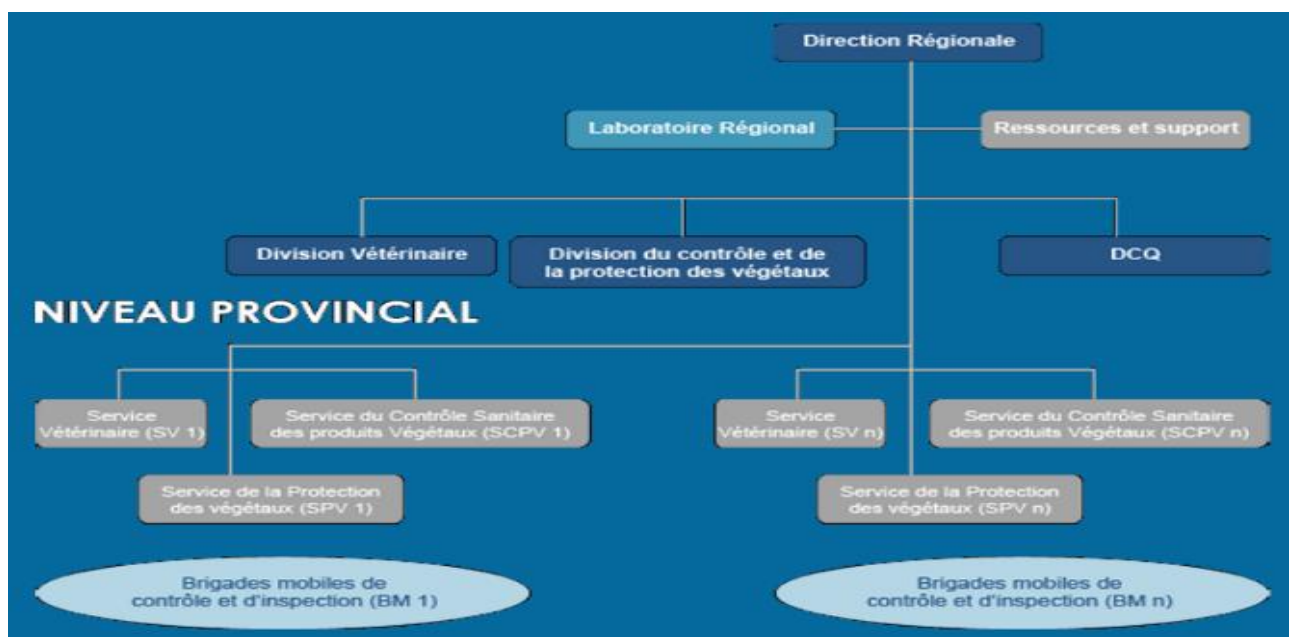 Direction Régionale
Laboratoire Régional
Ressources et support
Division Vétérinaire
Division du contrôle et de
la protection des végétaux
DCQ
NIVEAU PROVINCIAL
Service
Vétérinaire (SV 1)
Service du Contrôle Sanitaire
des produits Végétaux (SCPV 1)
Service
Vétérinaire (SV n)
Service du Contrôle Sanitaire
des produits Végétaux (SCPV n)
Service de la Protection
des végétaux (SPV 1)
Service de la Protection
des végétaux (SPV n)
Brigades mobiles de
contrôle et d'inspection (BM 1)
Brigades mobiles de
contrôle et d'inspection (BM n)